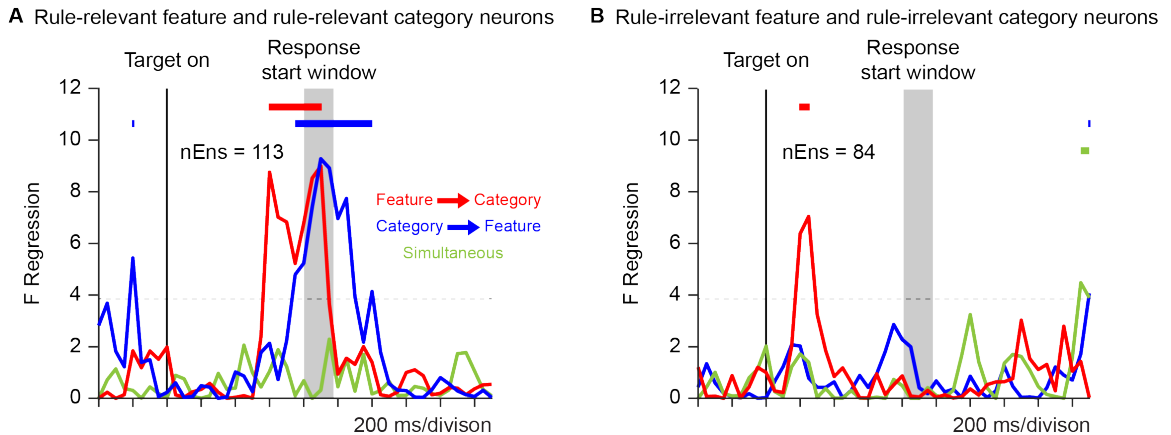 A Rule-relevant feature and rule-relevant category neurons
Target on
Response
start window
12
10
8
6
4
2
0
F Regression
nEns = 113
Feature Category
Category Feature
Simultaneous
200 ms/divison
B Rule-irrelevant feature and rule-irrelevant category neurons
Target on
Response
start window
12
10
8
6
4
2
0
F Regression
nEns = 84
200 ms/divison